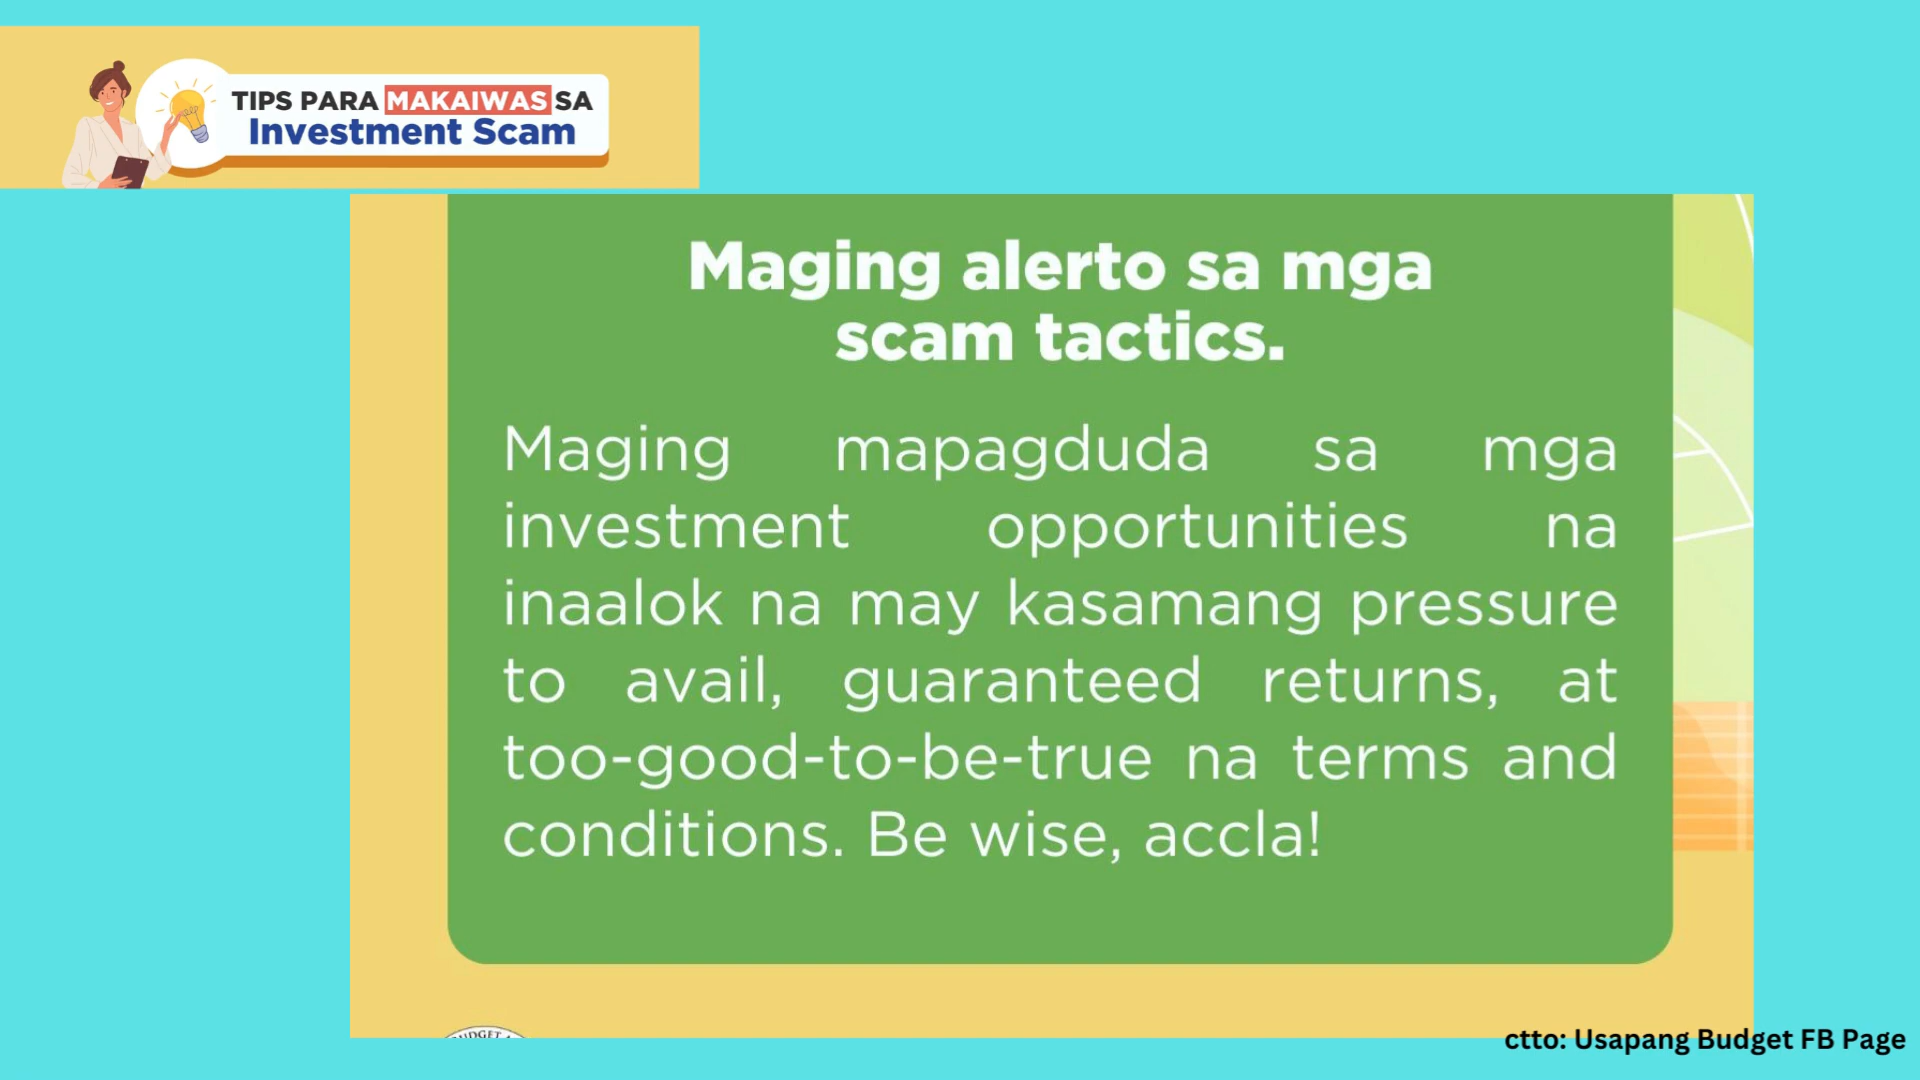 TIPS PARA MAKAIWAS SA
Investment Scam
Maging alerto sa mga
scam tactics.
Maging mapagduda sa mga
investment opportunities na
inaalok na may kasamang pressure
to avail, guaranteed returns, at
too-good-to-be-true na terms and
conditions. Be wise, accla!
ctto: Usapang Budget FB Page